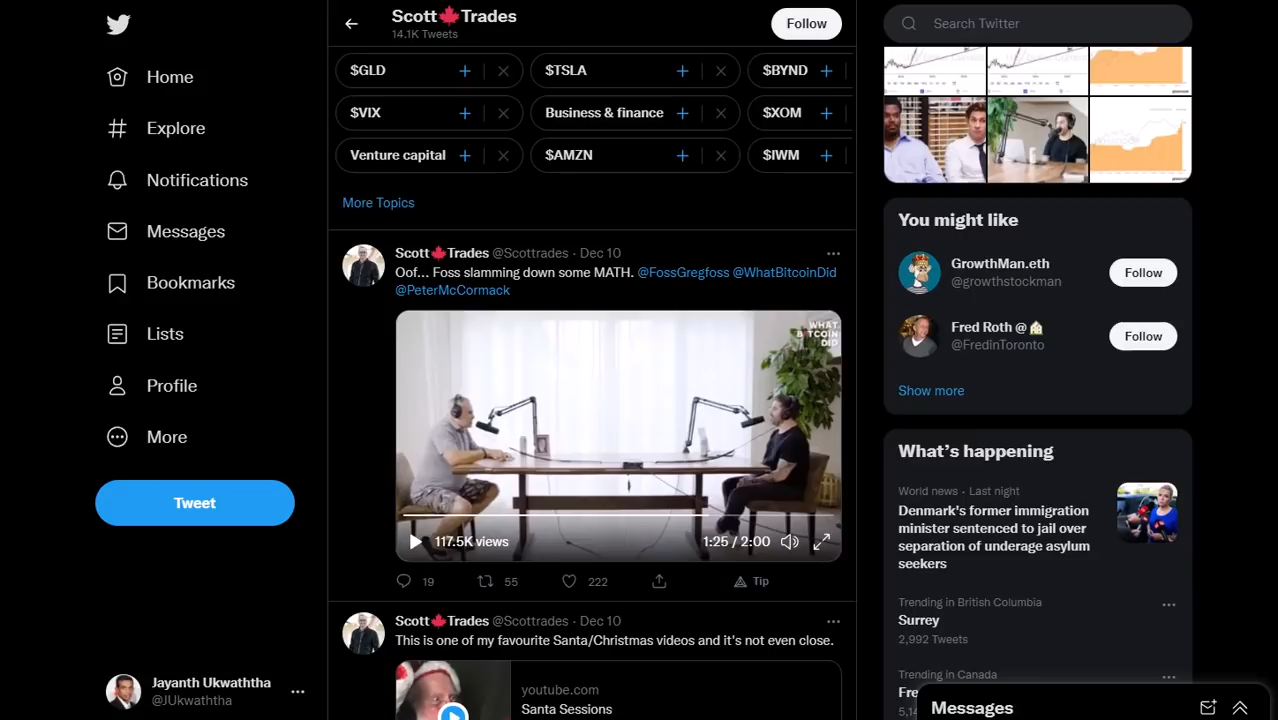 Home
Explore
Notifications
Messages
Bookmarks
Lists
Profile
More
Tweet
Jayanth Ukwaththa
@JUkwaththa
Scott🍁Trades
14.1K Tweets
Follow
$GLD
$TSLA
$BYND
$VIX
Business & finance
$XOM
Venture capital
$AMZN
$IWM
More Topics
Scott🍁Trades @Scottrades · Dec 10
Oof... Foss slamming down some MATH. @FossGregfoss @WhatBitcoinDid
@PeterMcCormack
WHAT
BITCOIN
DID
117.5K views
1:25 / 2:00
19
55
222
Tip
Scott🍁Trades @Scottrades · Dec 10
This is one of my favourite Santa/Christmas videos and it's not even close.
youtube.com
Santa Sessions
Search Twitter
You might like
GrowthMan.eth
@growthstockman
Follow
Fred Roth @🏠
@FredinToronto
Follow
Show more
What's happening
World news · Last night
Denmark's former immigration
minister sentenced to jail over
separation of underage asylum
seekers
Trending in British Columbia
Surrey
2,992 Tweets
Trending in Canada
Messages